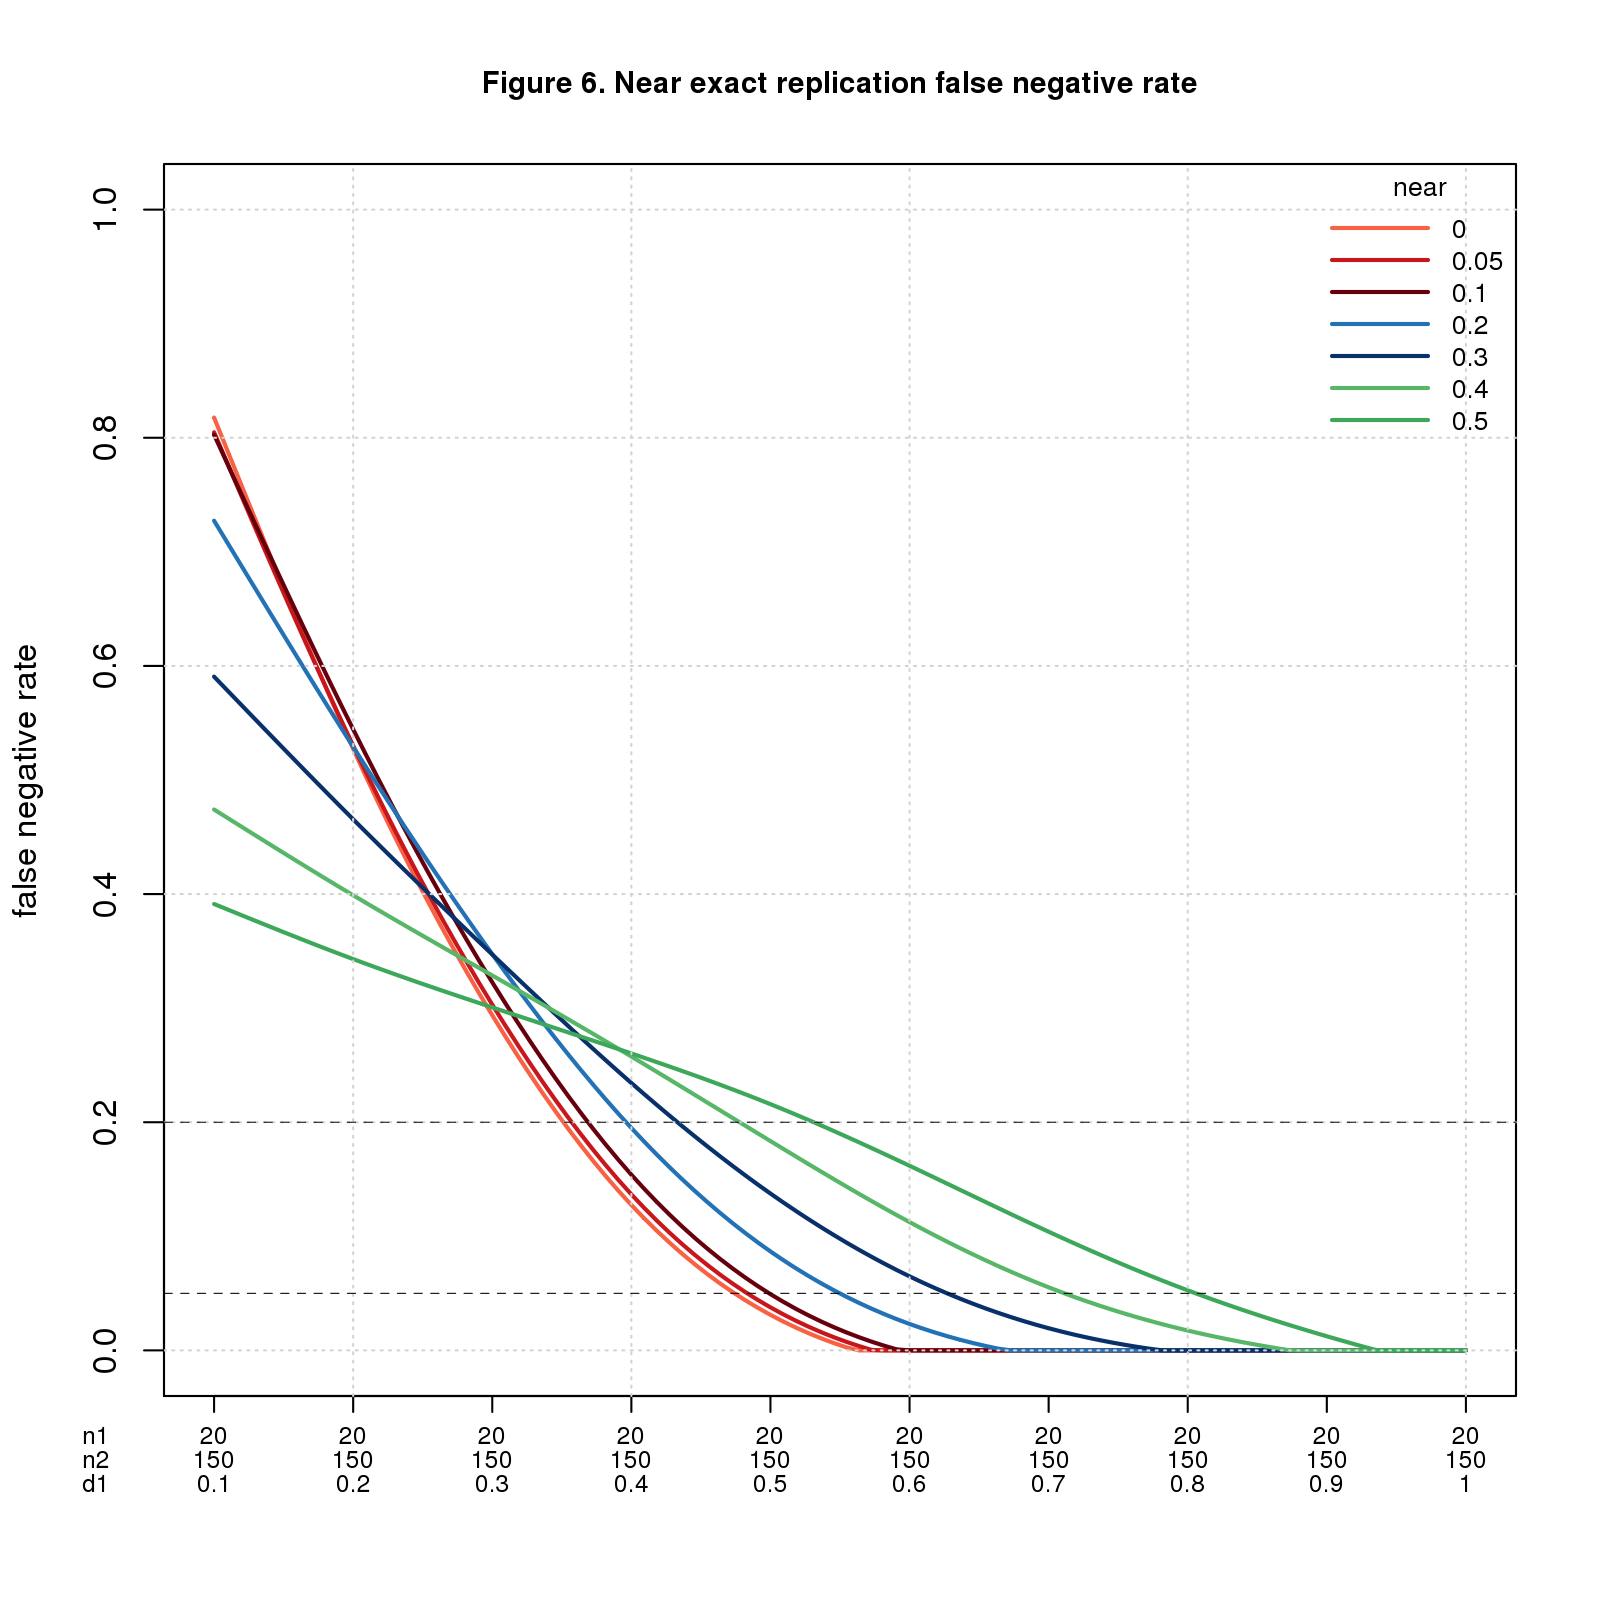 Figure 6. Near exact replication false negative rate
near
0
0.05
0.1
0.2
0.3
0.4
0.5
false negative rate
1.0
0.8
0.6
0.4
0.2
0.0
n1 20 20 20 20 20 20 20 20 20 20
n2 150 150 150 150 150 150 150 150 150 150
d1 0.1 0.2 0.3 0.4 0.5 0.6 0.7 0.8 0.9 1